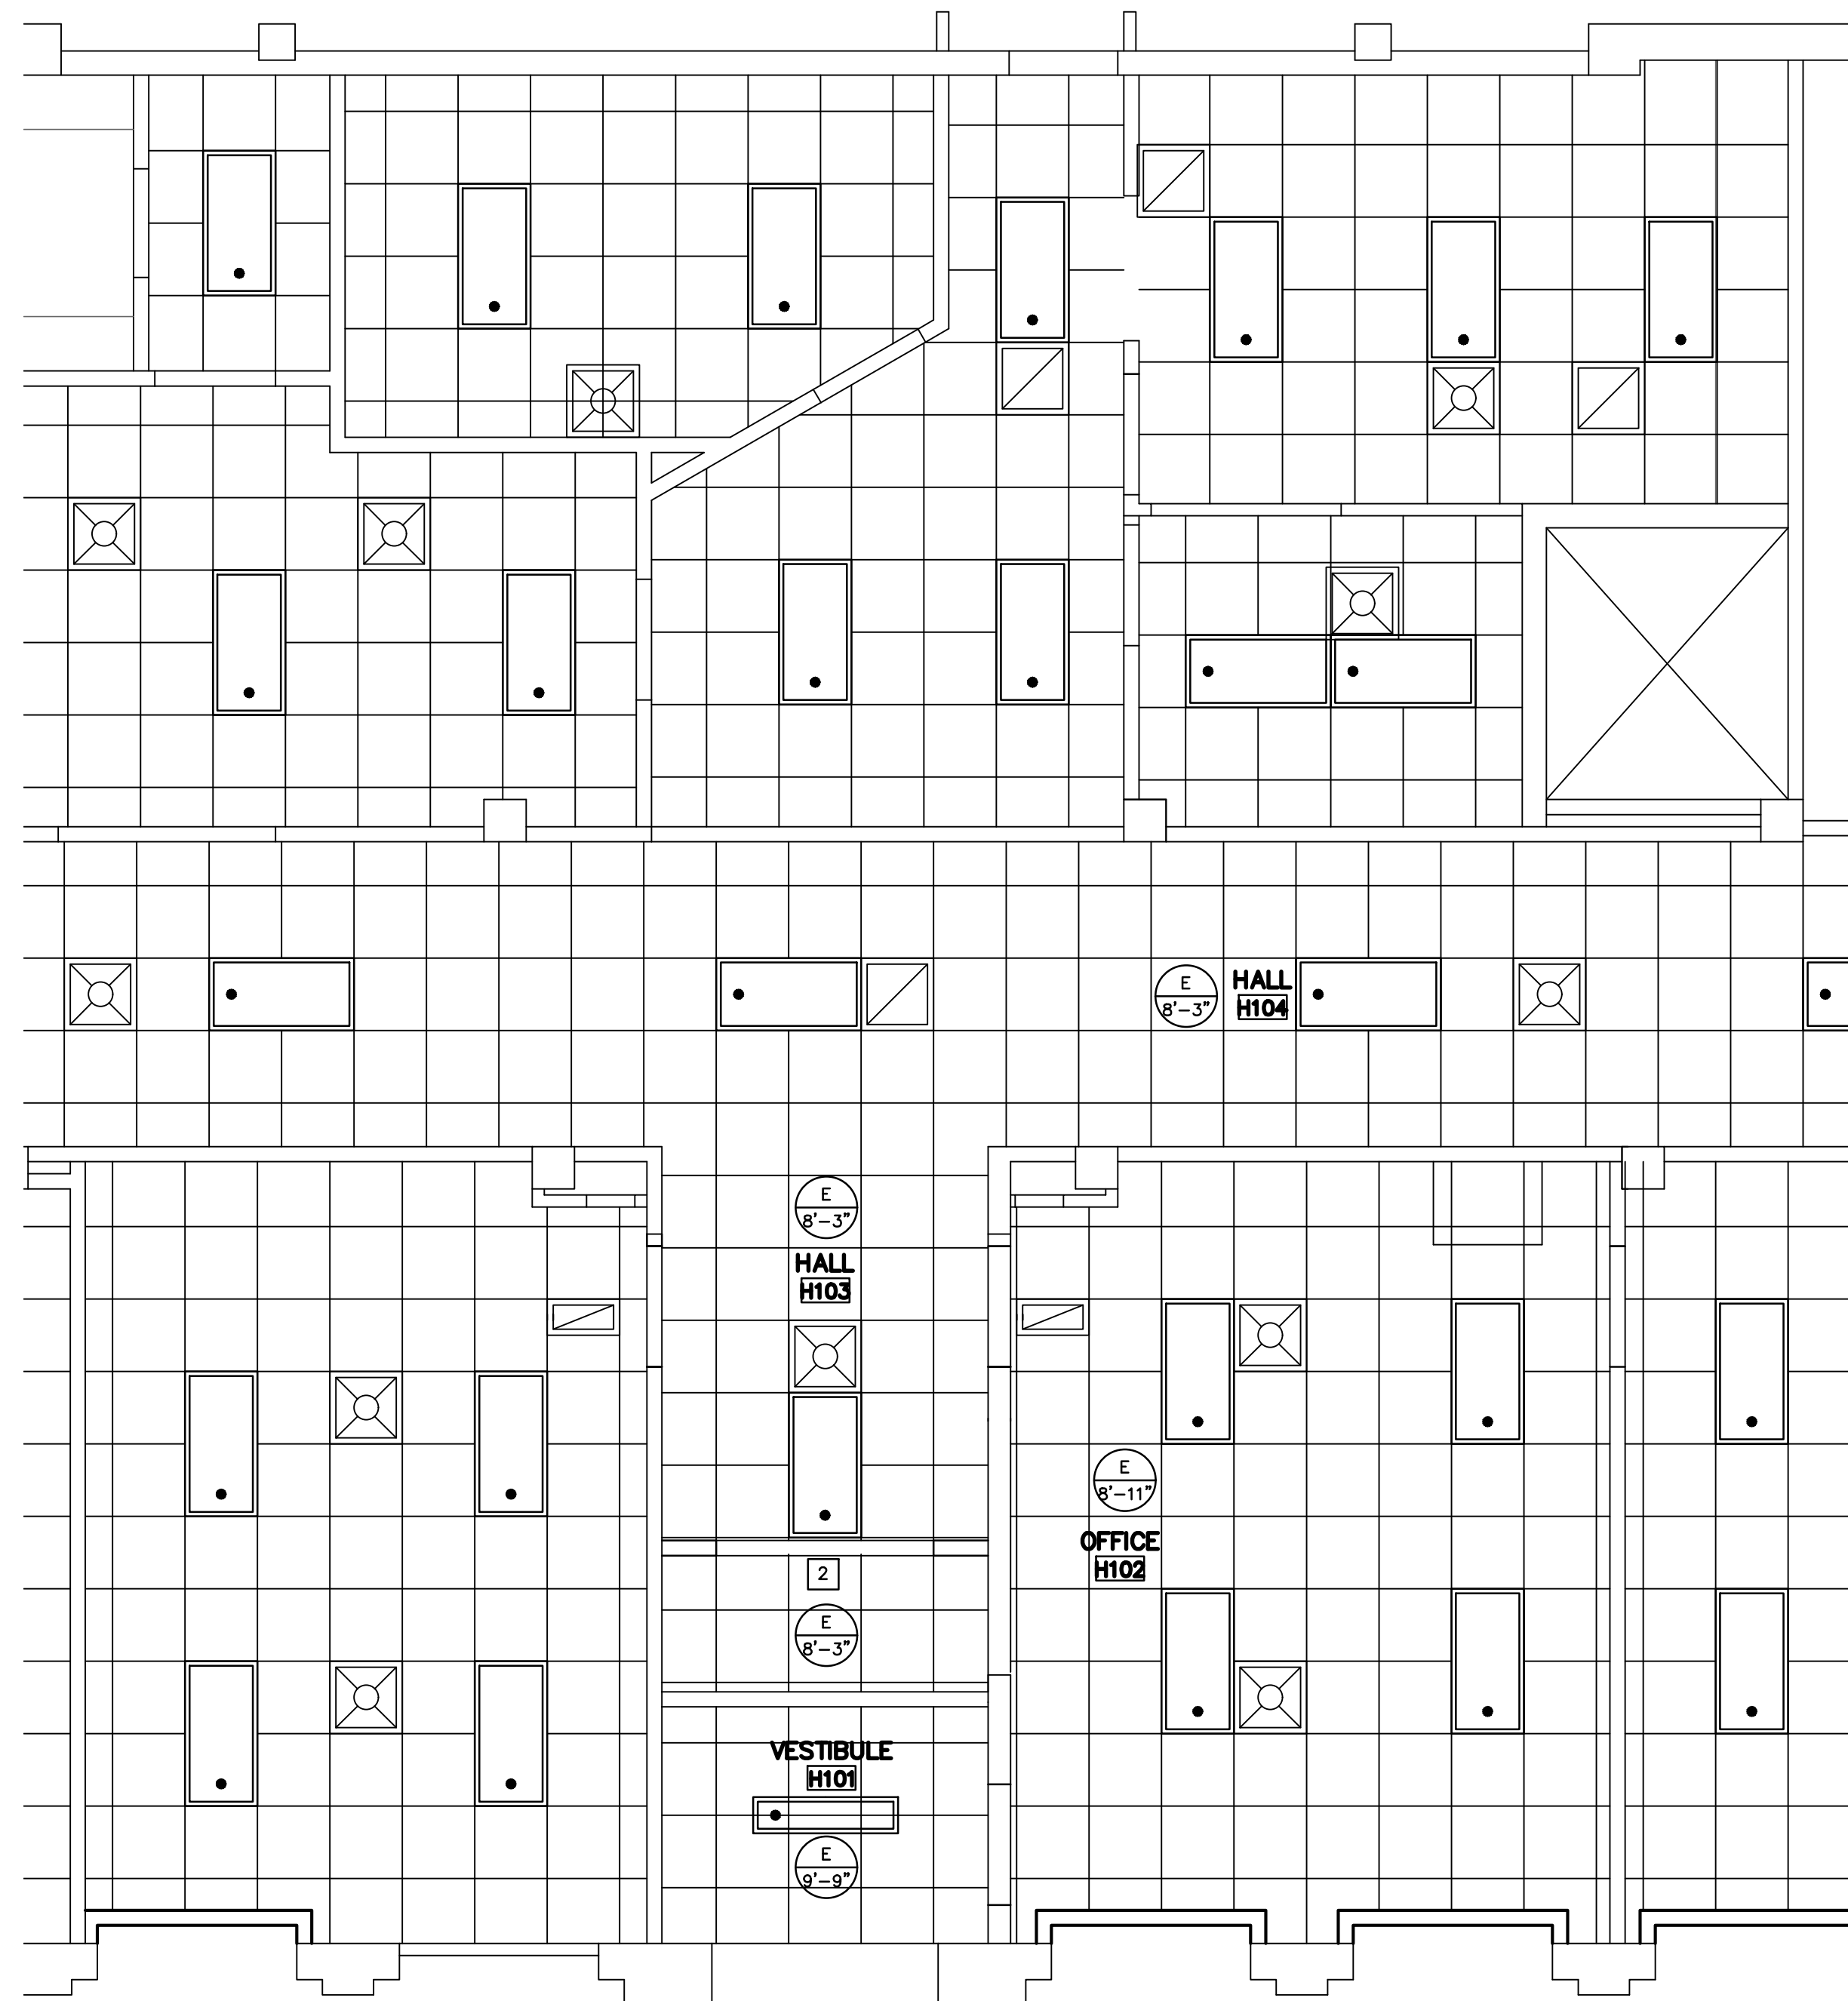 E
8'-3"
HALL
H104
E
8'-3"
HALL
H103
E
8'-11"
OFFICE
H102
2
E
8'-3"
VESTIBULE
H101
E
9'-9"